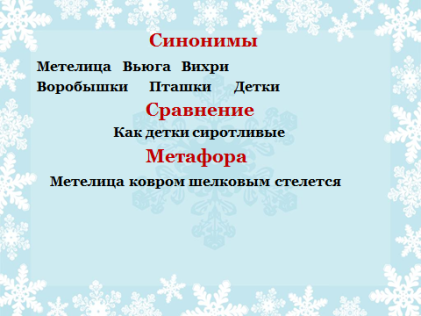 Синонимы
Метелица Вьюга Вихри
Воробышки Пташки Детки
Сравнение
Как детки сиротливые
Метафора
Метелица ковром шелковым стелется